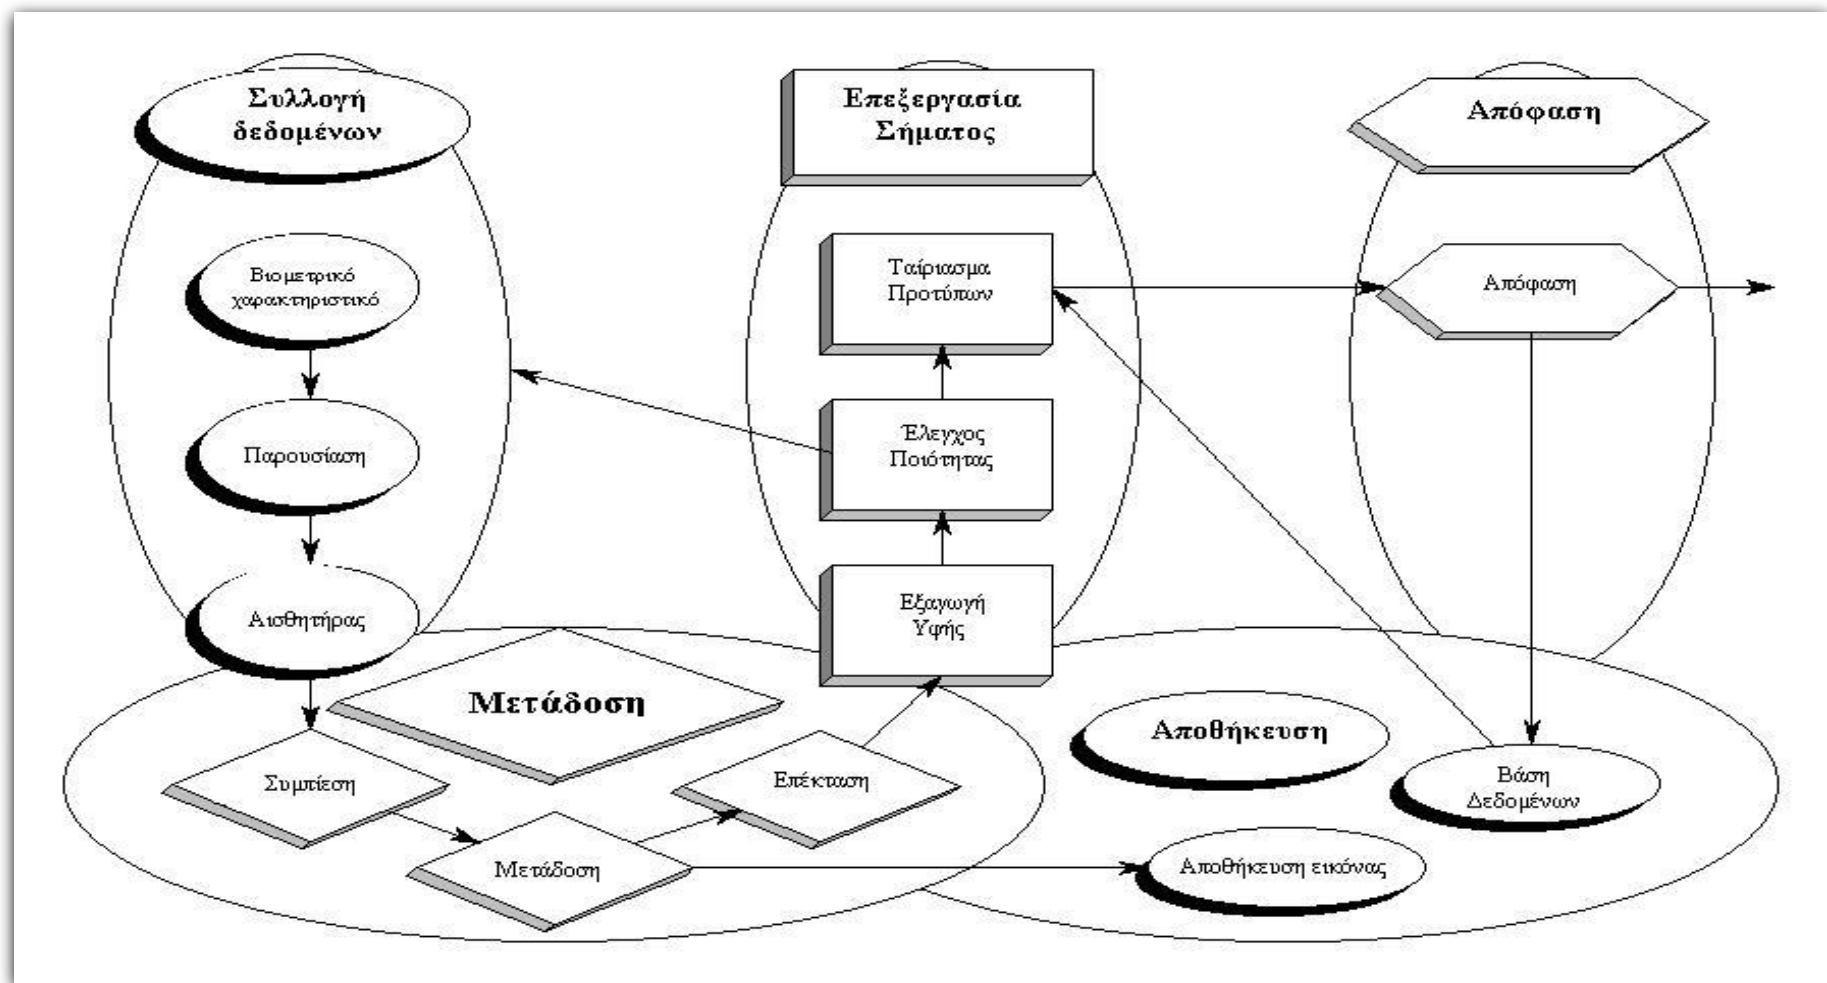 Συλλογή
δεδομένων
Βιομετρικό
χαρακτηριστικό
Παρουσίαση
Αισθητήρας
Επεξεργασία
Σήματος
Ταίριασμα
Προτύπων
Έλεγχος
Ποιότητας
Εξαγωγή
Υφής
Απόφαση
Απόφαση
Μετάδοση
Συμπίεση
Μετάδοση
Επέκταση
Αποθήκευση
Βάση
Δεδομένων
Αποθήκευση εικόνας